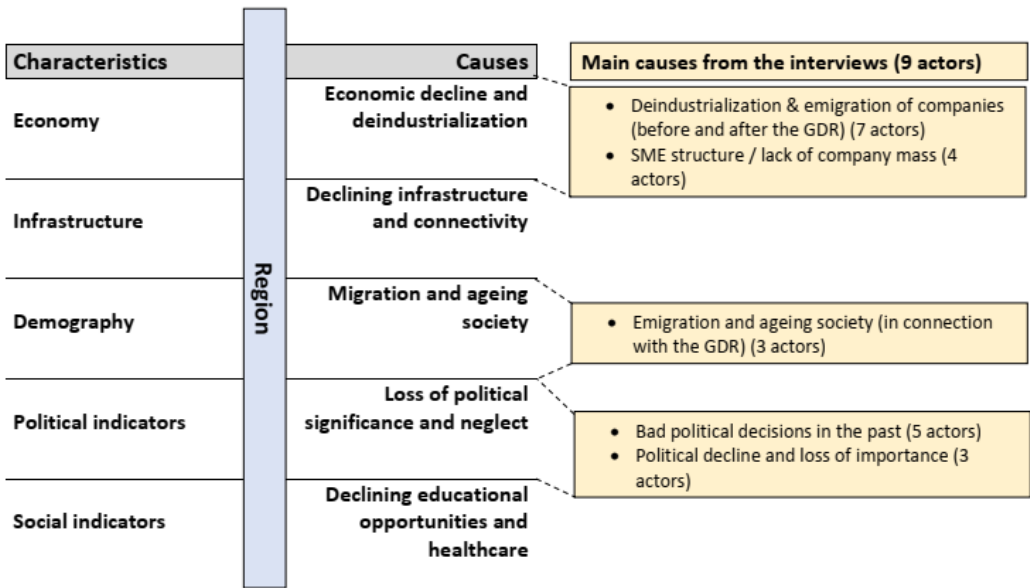 Characteristics
Causes
Main causes from the interviews (9 actors)
Economy
Economic decline and
deindustrialization
• Deindustrialization & emigration of companies
(before and after the GDR) (7 actors)
• SME structure / lack of company mass (4
actors)
Infrastructure
Declining infrastructure
and connectivity
Region
Demography
Migration and ageing
society
• Emigration and ageing society (in connection
with the GDR) (3 actors)
Political indicators
Loss of political
significance and neglect
• Bad political decisions in the past (5 actors)
• Political decline and loss of importance (3
actors)
Social indicators
Declining educational
opportunities and
healthcare